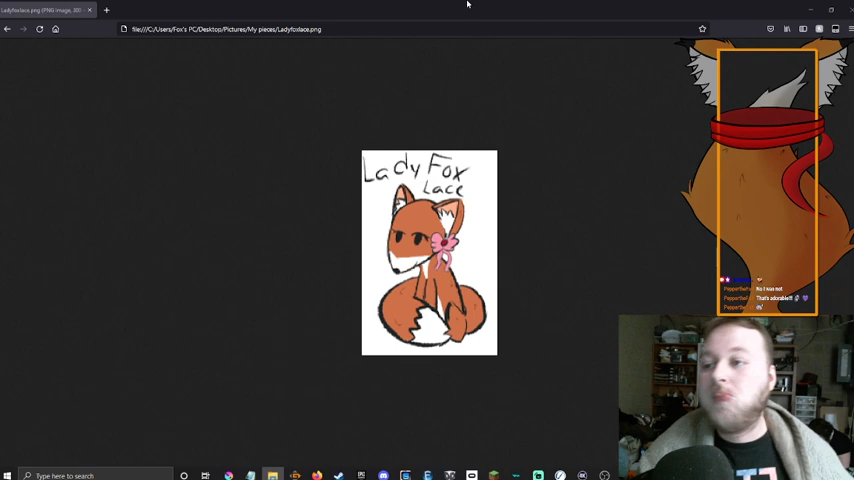 Ladyfoxlace.png (PNG Image,
file:///C:/Users/Fox's PC/Desktop/Pictures/My pieces/Ladyfoxlace.png
Lady Fox
Lace
No I was not
That's adorable!!
Type here to search